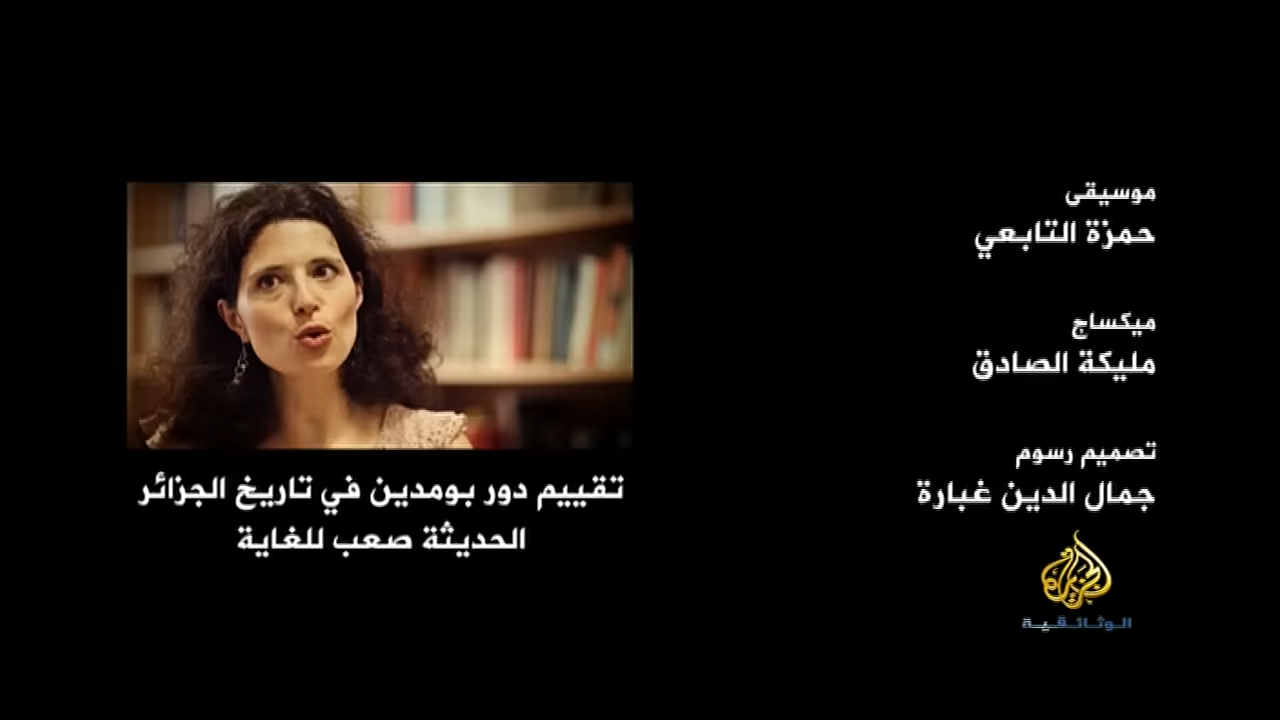 موسيقى
حمزة التابعي
ميكساج
مليكة الصادق
تصميم رسوم
جمال الدين غبارة
تقييم دور بومدين في تاريخ الجزائر
الحديثة صعب للغاية
الجزيرة
الوثائقية